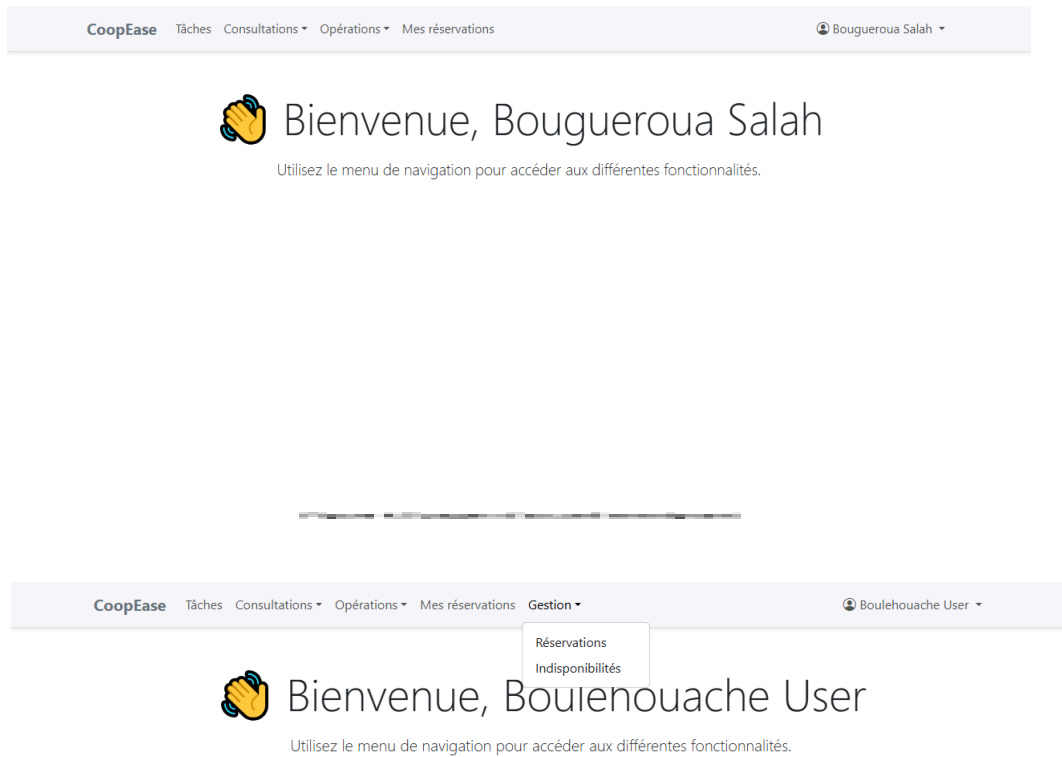 CoopEase Tâches Consultations Opérations Mes réservations Bougueroua Salah
Bienvenue, Bougueroua Salah
Utilisez le menu de navigation pour accéder aux différentes fonctionnalités.
CoopEase Tâches Consultations Opérations Mes réservations Gestion Boulehouache User
Réservations
Indisponibilités
Bienvenue, Boulehouache User
Utilisez le menu de navigation pour accéder aux différentes fonctionnalités.